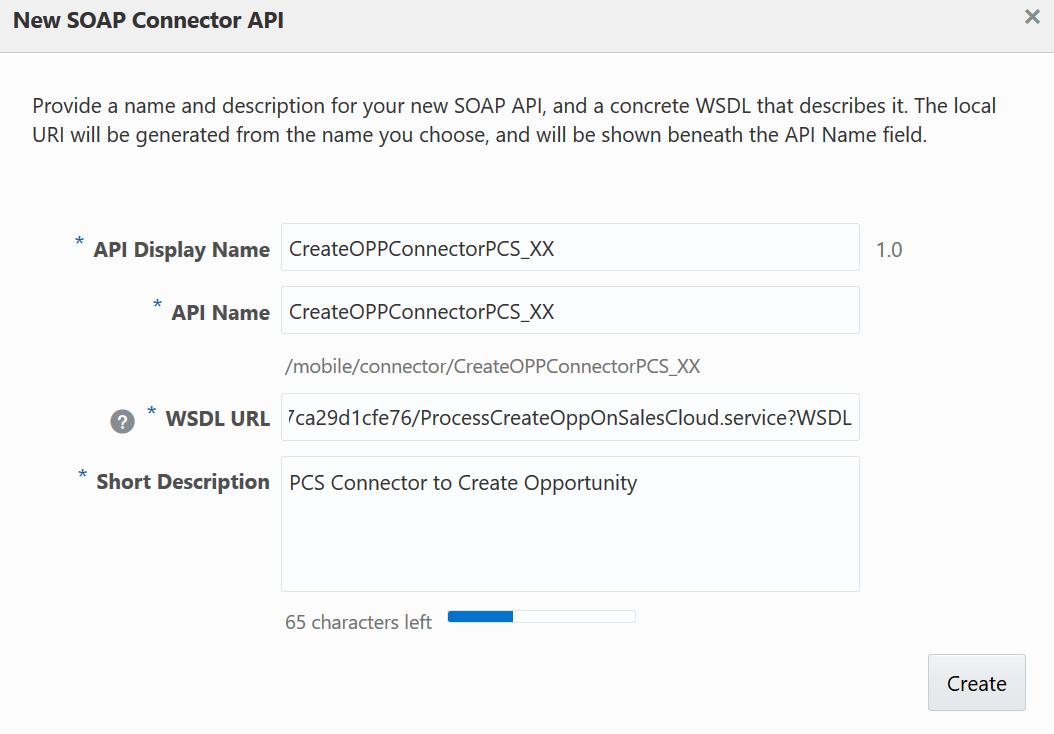 New SOAP Connector API
Provide a name and description for your new SOAP API, and a concrete WSDL that describes it. The local
URI will be generated from the name you choose, and will be shown beneath the API Name field.
* API Display Name CreateOPPConnectorPCS_XX 1.0
* API Name CreateOPPConnectorPCS_XX
/mobile/connector/CreateOPPConnectorPCS_XX
? * WSDL URL 7ca29d1cfe76/ProcessCreateOppOnSalesCloud.service?WSDL
* Short Description PCS Connector to Create Opportunity
65 characters left
Create